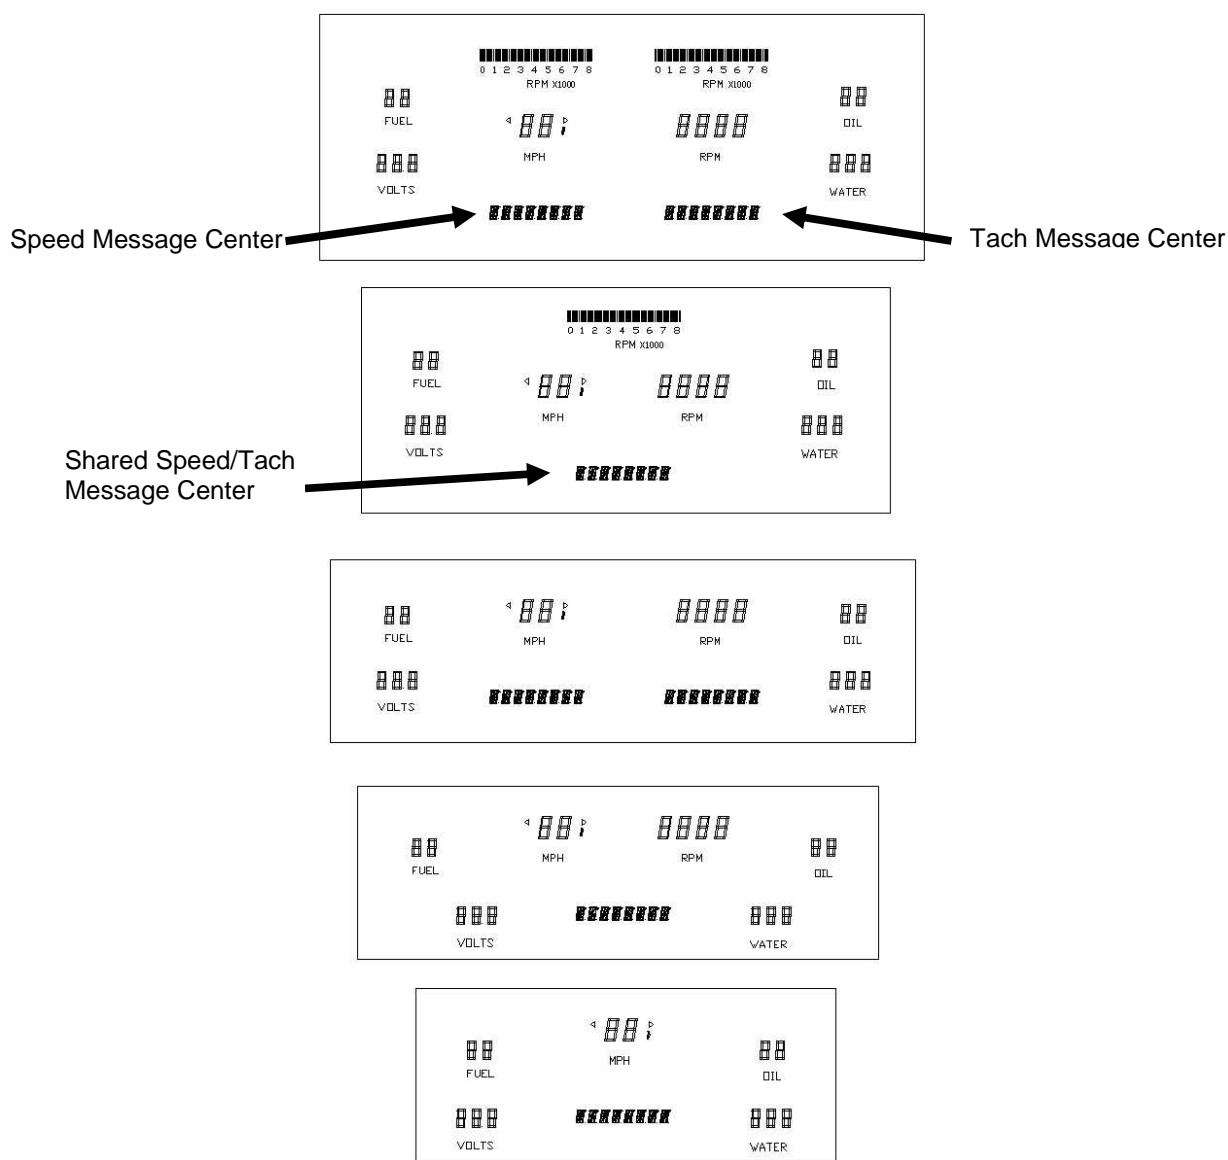 0 1 2 3 4 5 6 7 8
0 1 2 3 4 5 6 7 8
RPM X1000
RPM X1000
FUEL
OIL
MPH
RPM
VOLTS
WATER
Speed Message Center
Tach Message Center
0 1 2 3 4 5 6 7 8
RPM X1000
FUEL
OIL
MPH
RPM
VOLTS
WATER
Shared Speed/Tach
Message Center
FUEL
MPH
RPM
OIL
VOLTS
WATER
MPH
RPM
FUEL
OIL
VOLTS
WATER
MPH
FUEL
OIL
VOLTS
WATER